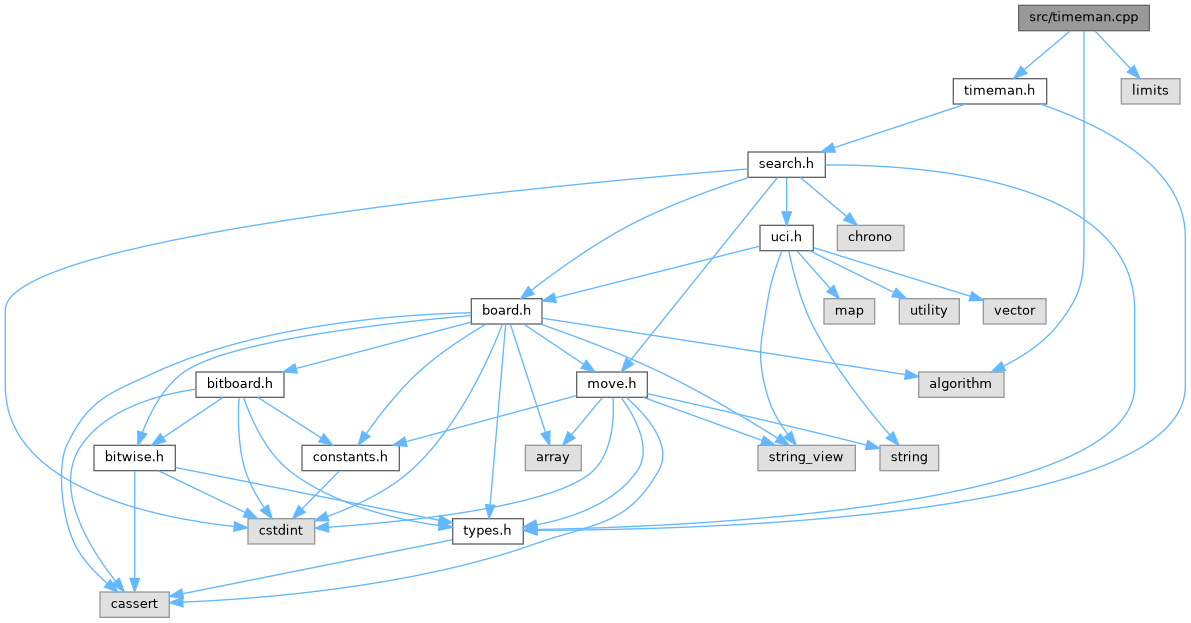 src/timeman.cpp
timeman.h
limits
search.h
uci.h
chrono
board.h
map
utility
vector
bitboard.h
move.h
algorithm
bitwise.h
constants.h
array
string_view
string
cstdint
types.h
cassert